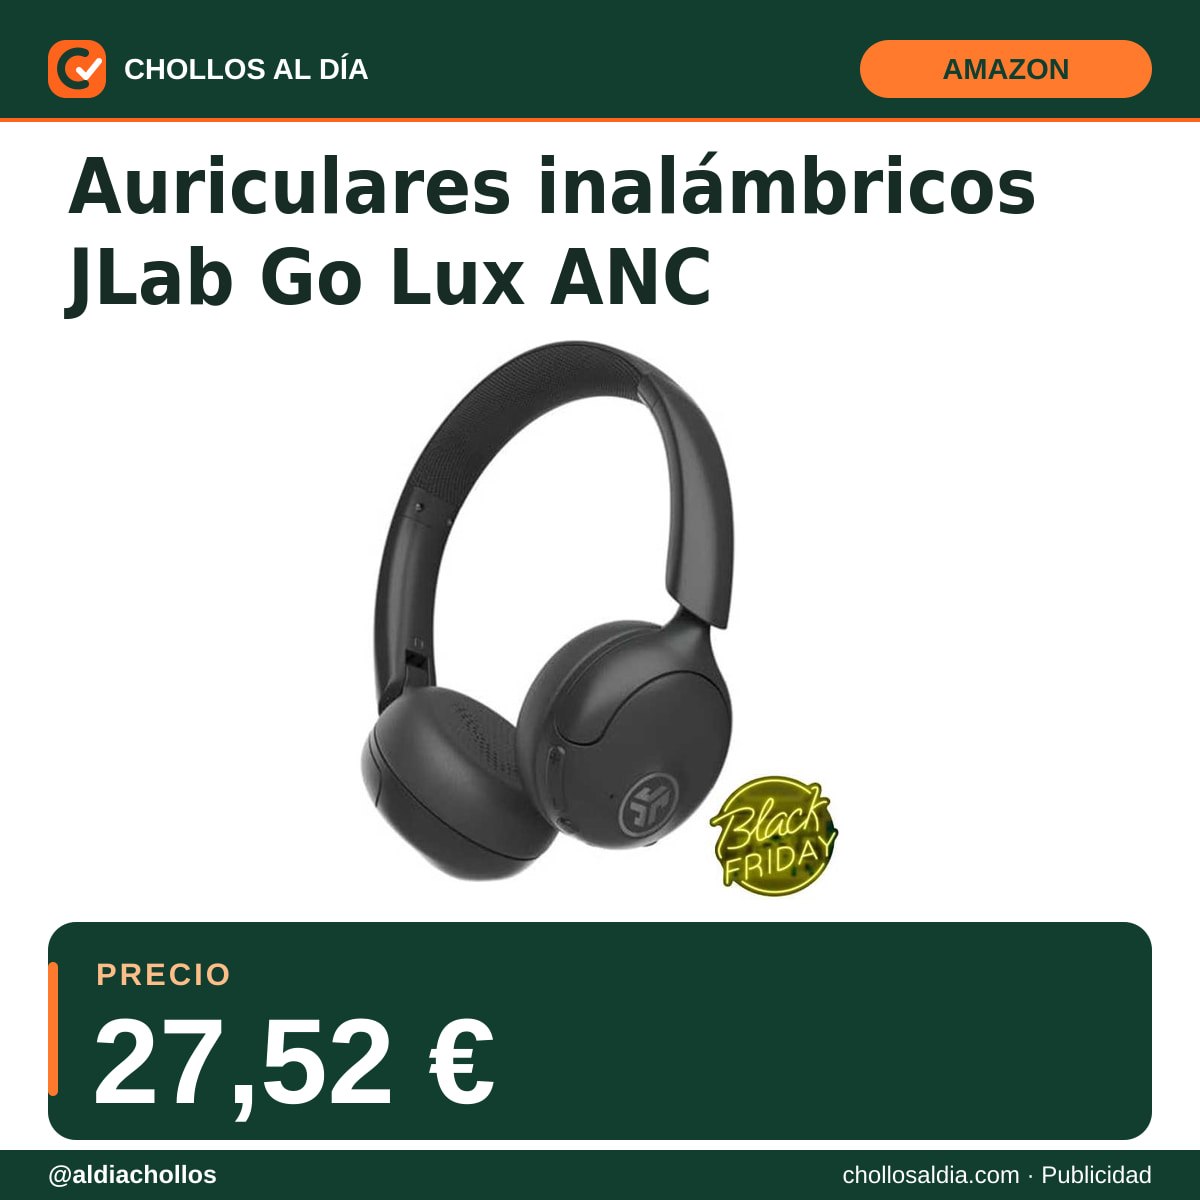 CHOLLOS AL DÍA
AMAZON
Auriculares inalámbricos
JLab Go Lux ANC
Black
FRIDAY
PRECIO
27,52 €
@aldiachollos
chollosaldia.com · Publicidad